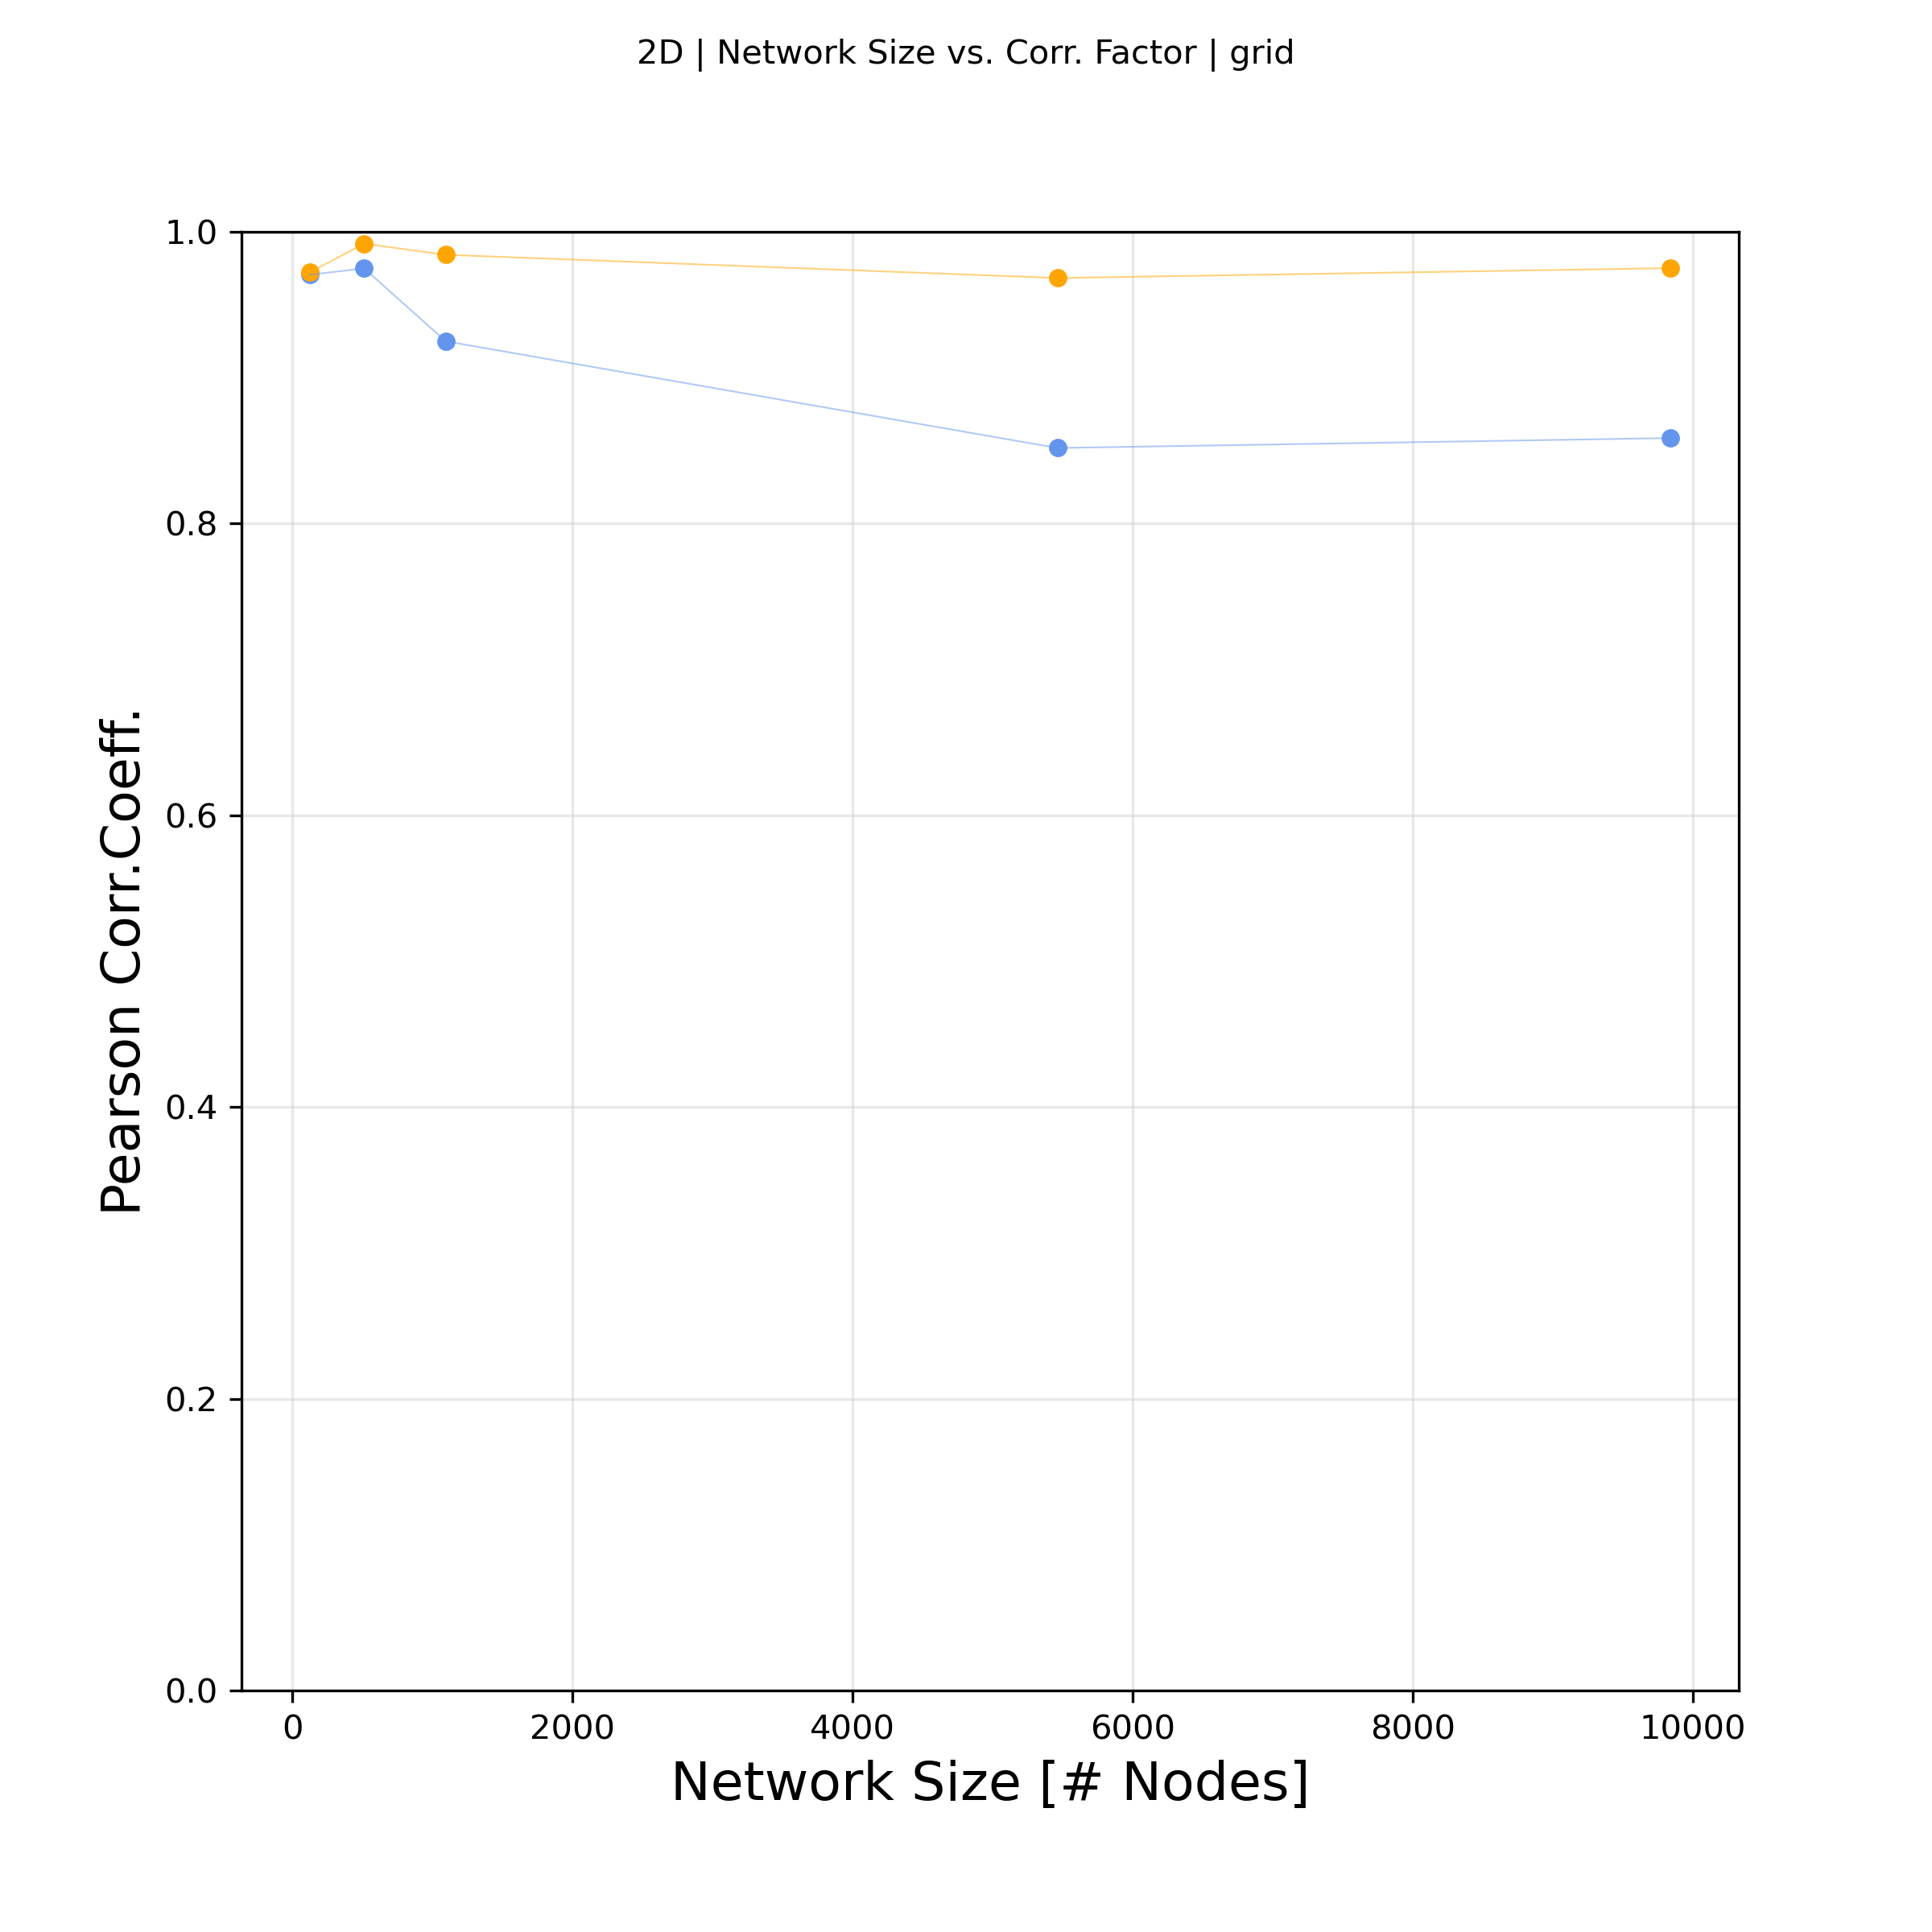 2D | Network Size vs. Corr. Factor | grid
1.0
0.8
0.6
0.4
0.2
0.0
Pearson Corr.Coeff.
0 2000 4000 6000 8000 10000
Network Size [# Nodes]